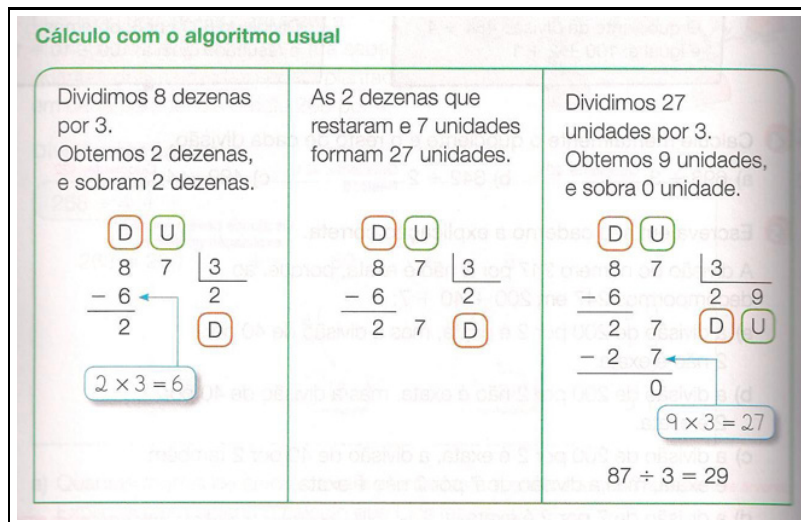 Cálculo com o algoritmo usual
Dividimos 8 dezenas
por 3.
Obtemos 2 dezenas,
e sobram 2 dezenas.
D U
8 7 3
− 6 2
2 D
2 × 3 = 6
As 2 dezenas que
restaram e 7 unidades
formam 27 unidades.
D U
8 7 3
− 6 2
2 7 D
Dividimos 27
unidades por 3.
Obtemos 9 unidades,
e sobra 0 unidade.
D U
8 7 3
− 6 2 9
2 7 D U
− 2 7
0
9 × 3 = 27
87 ÷ 3 = 29